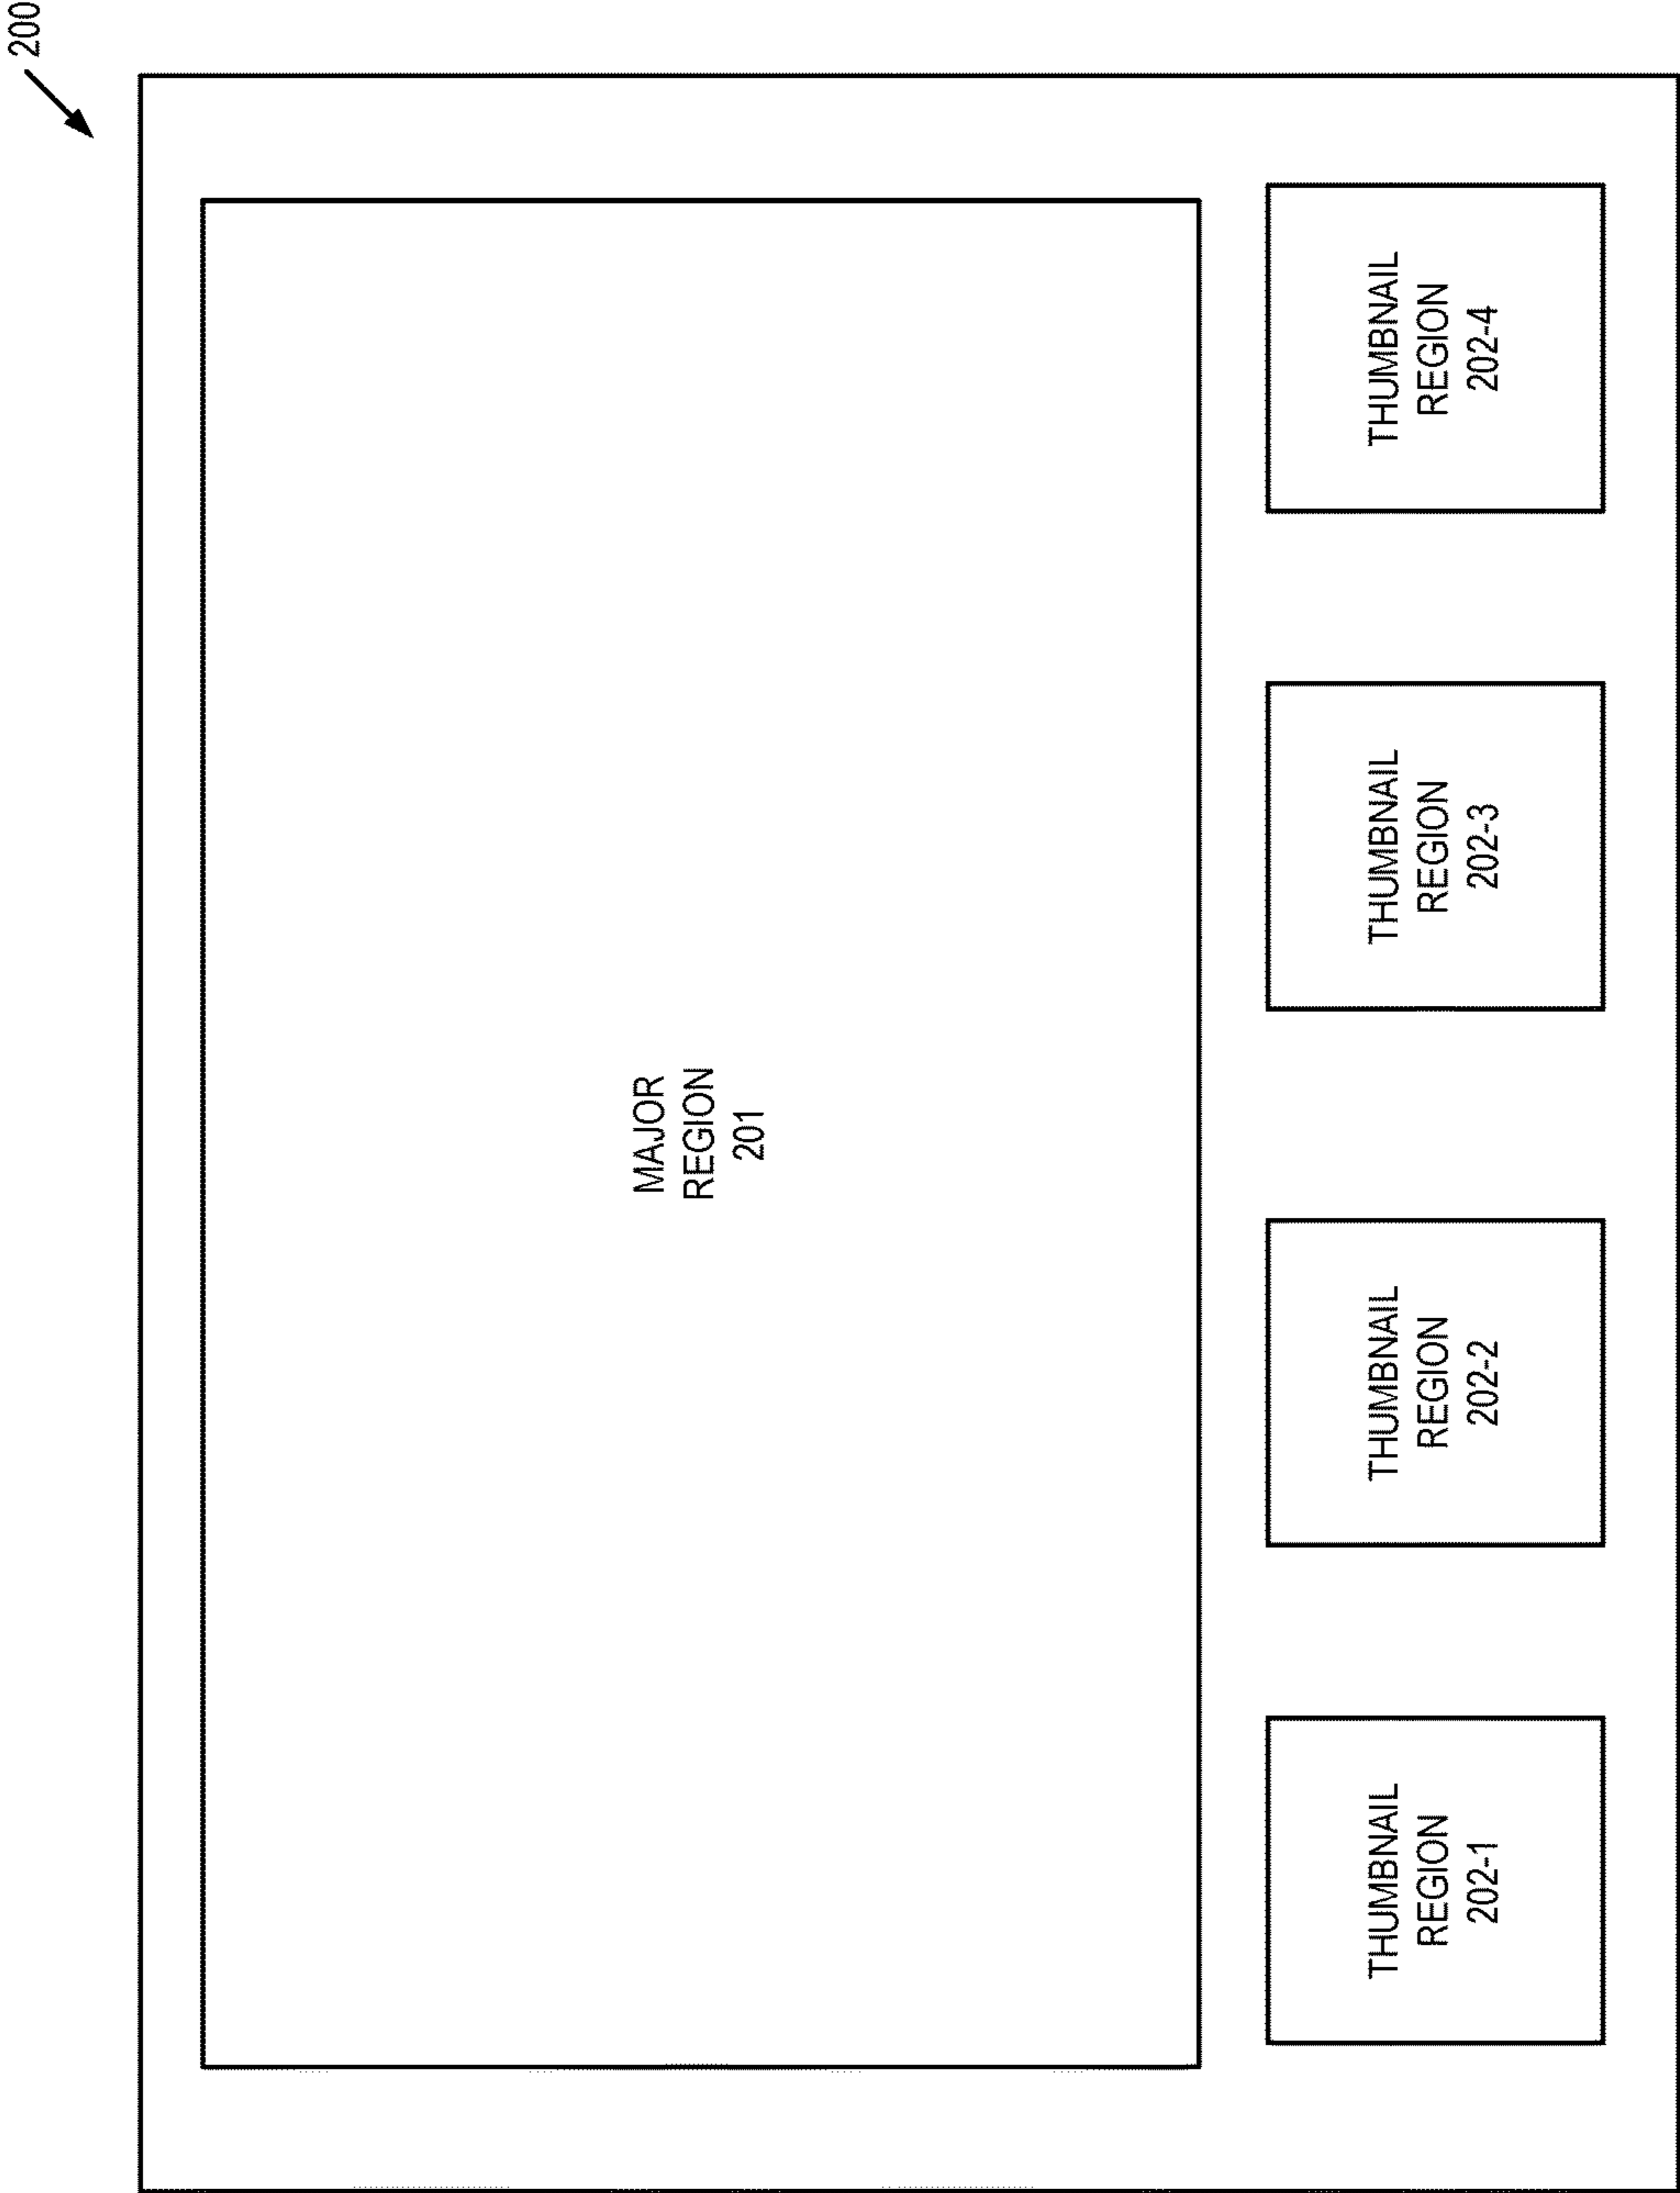 200
MAJOR
REGION
201
THUMBNAIL
REGION
202-1
THUMBNAIL
REGION
202-2
THUMBNAIL
REGION
202-3
THUMBNAIL
REGION
202-4